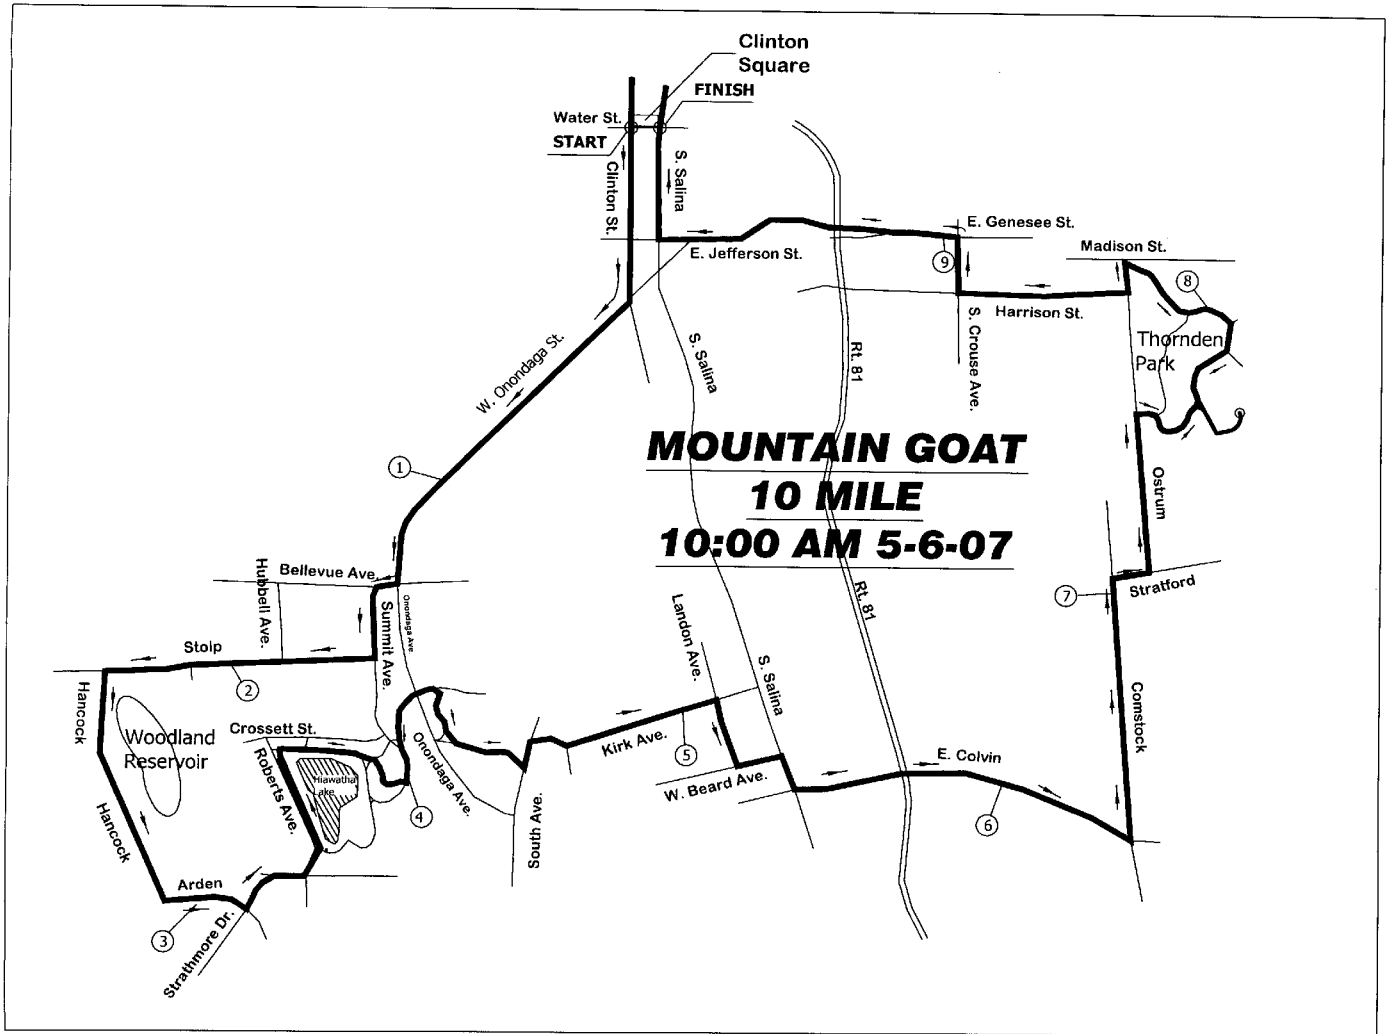 Clinton
Square
FINISH
Water St.
START
Clinton St.
S. Salina
E. Genesee St.
E. Jefferson St.
9
Madison St.
8
Harrison St.
S. Crouse Ave.
Thornden
Park
W. Onondaga St.
S. Salina
Rt. 81
MOUNTAIN GOAT
10 MILE
10:00 AM 5-6-07
1
Ostrum
Bellevue Ave.
Hubbell Ave.
Summit Ave.
Onondaga Ave.
Landon Ave.
Rt. 81
7
Stratford
Stolp
2
Hancock
S. Salina
Comstock
Woodland
Reservoir
Crossett St.
Roberts Ave.
Hiawatha
Lake
Onondaga Ave.
4
Kirk Ave.
5
W. Beard Ave.
E. Colvin
6
South Ave.
Hancock
Arden
3
Strathmore Dr.